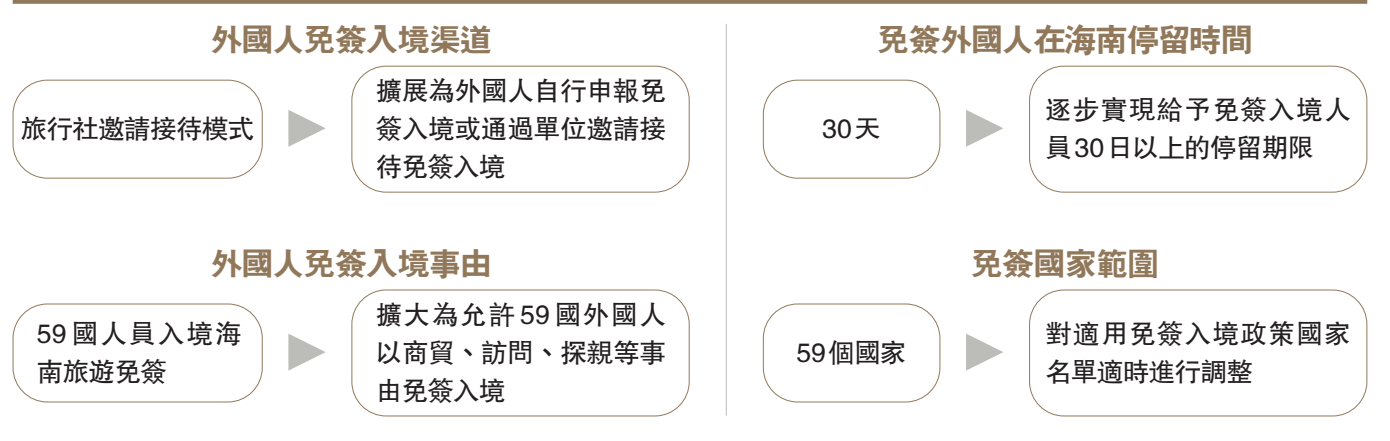 外國人免簽入境渠道
旅行社邀請接待模式
擴展為外國人自行申報免
簽入境或通過單位邀請接
待免簽入境
外國人免簽入境事由
59國人員入境海
南旅遊免簽
擴大為允許59國外國人
以商貿、訪問、探親等事
由免簽入境
免簽外國人在海南停留時間
30天
逐步實現給予免簽入境人
員30日以上的停留期限
免簽國家範圍
59個國家
對適用免簽入境政策國家
名單適時進行調整